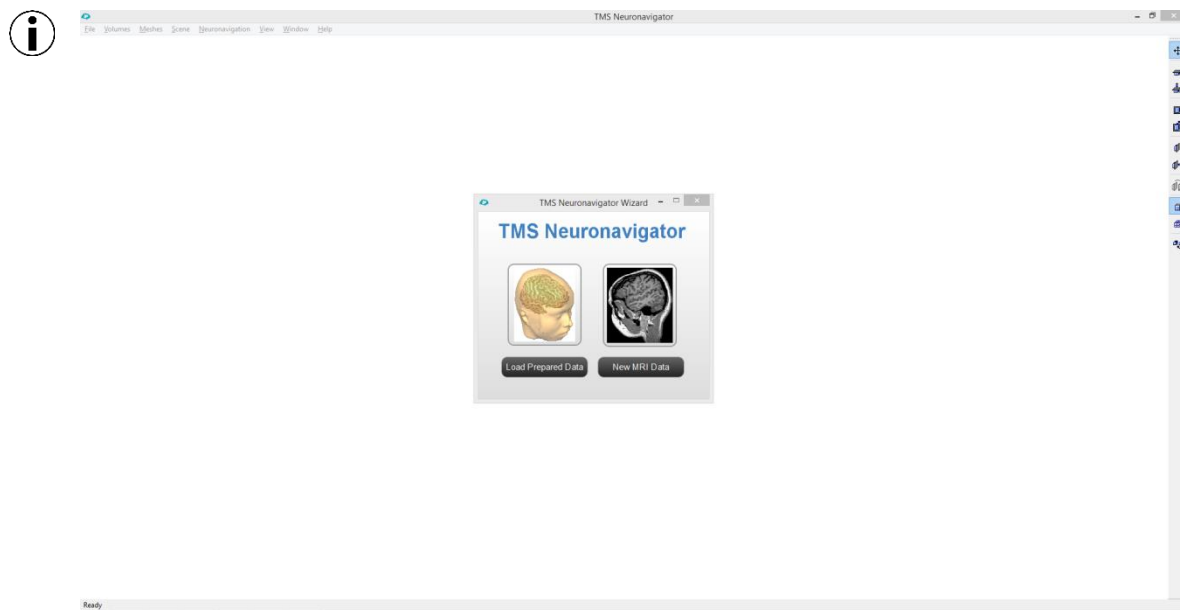 TMS Neuronavigator
File Volumes Meshes Scene Neuronavigation View Window Help
TMS Neuronavigator Wizard
TMS Neuronavigator
Load Prepared Data New MRI Data
Ready